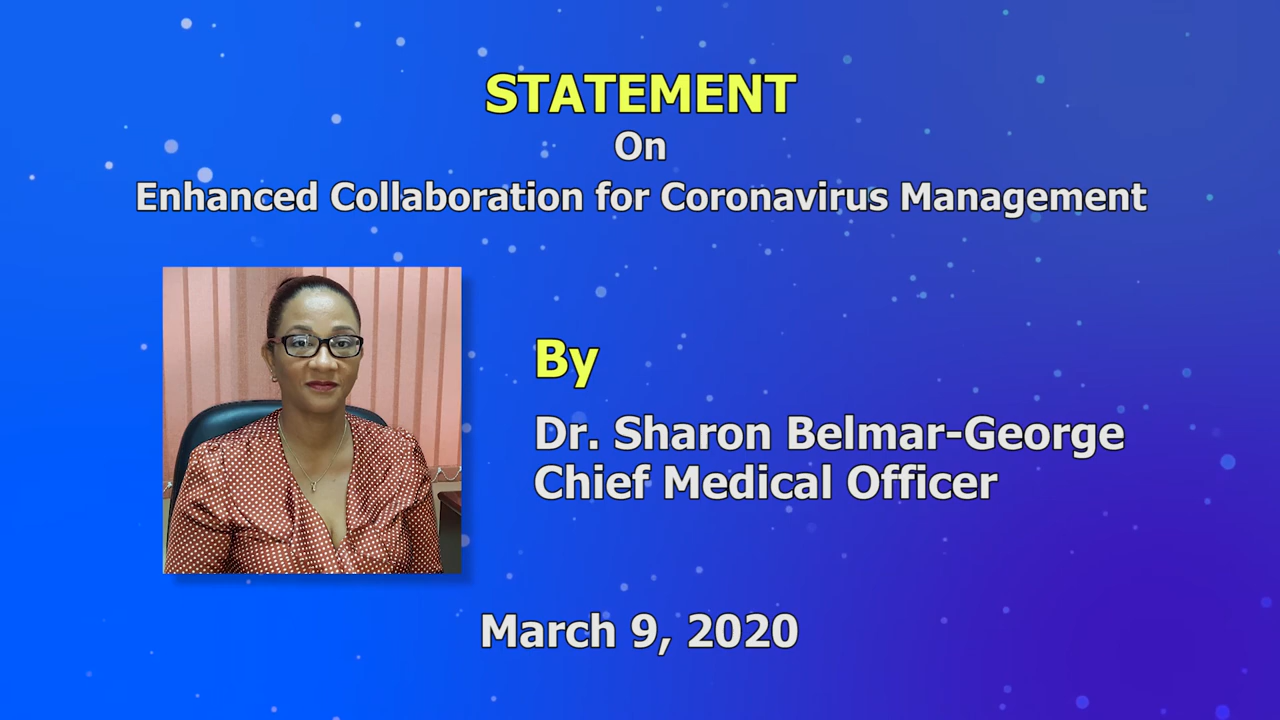 STATEMENT
On
Enhanced Collaboration for Coronavirus Management
By
Dr. Sharon Belmar-George
Chief Medical Officer
March 9, 2020